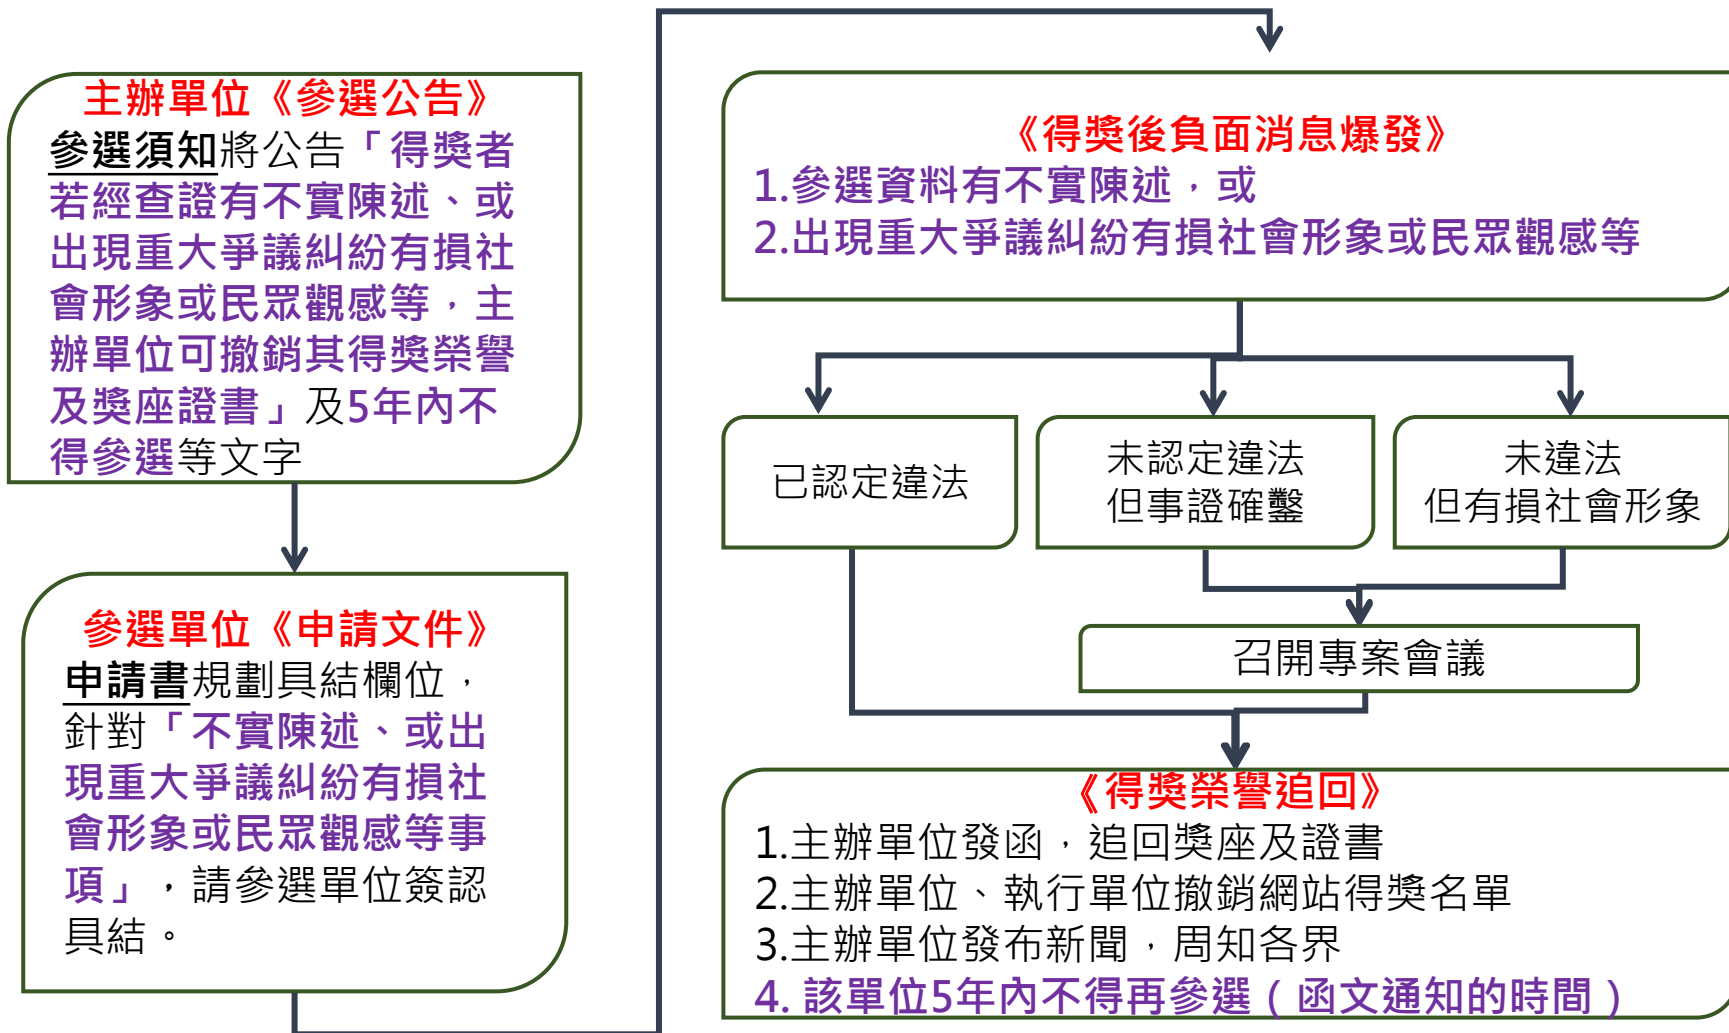 主辦單位《參選公告》
參選須知將公告「得獎者
若經查證有不實陳述、或
出現重大爭議糾紛有損社
會形象或民眾觀感等，主
辦單位可撤銷其得獎榮譽
及獎座證書」及5年內不
得參選等文字
參選單位《申請文件》
申請書規劃具結欄位，
針對「不實陳述、或出
現重大爭議糾紛有損社
會形象或民眾觀感等事
項」，請參選單位簽認
具結。
《得獎後負面消息爆發》
1.參選資料有不實陳述，或
2.出現重大爭議糾紛有損社會形象或民眾觀感等
已認定違法
未認定違法
但事證確鑿
未違法
但有損社會形象
召開專案會議
《得獎榮譽追回》
1.主辦單位發函，追回獎座及證書
2.主辦單位、執行單位撤銷網站得獎名單
3.主辦單位發布新聞，周知各界
4. 該單位5年內不得再參選（函文通知的時間）